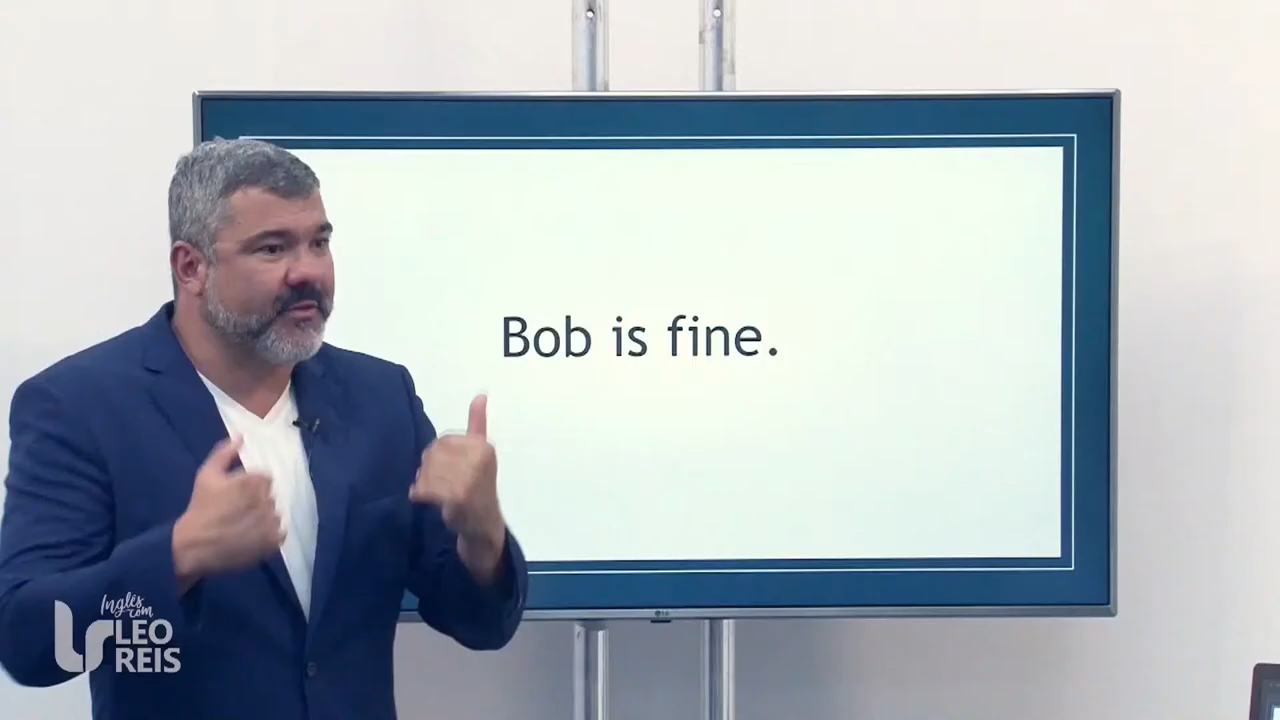 Bob is fine.
Inglês
com
LEO
REIS
LG